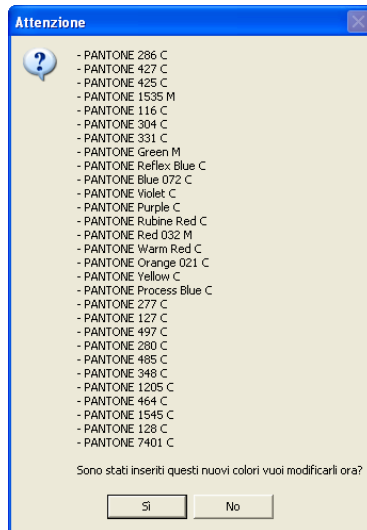 Attenzione
- PANTONE 286 C
- PANTONE 427 C
- PANTONE 425 C
- PANTONE 1535 M
- PANTONE 116 C
- PANTONE 304 C
- PANTONE 331 C
- PANTONE Green M
- PANTONE Reflex Blue C
- PANTONE Blue 072 C
- PANTONE Violet C
- PANTONE Purple C
- PANTONE Rubine Red C
- PANTONE Red 032 M
- PANTONE Warm Red C
- PANTONE Orange 021 C
- PANTONE Yellow C
- PANTONE Process Blue C
- PANTONE 277 C
- PANTONE 127 C
- PANTONE 497 C
- PANTONE 280 C
- PANTONE 485 C
- PANTONE 348 C
- PANTONE 1205 C
- PANTONE 464 C
- PANTONE 1545 C
- PANTONE 128 C
- PANTONE 7401 C
Sono stati inseriti questi nuovi colori vuoi modificarli ora?
Sì
No